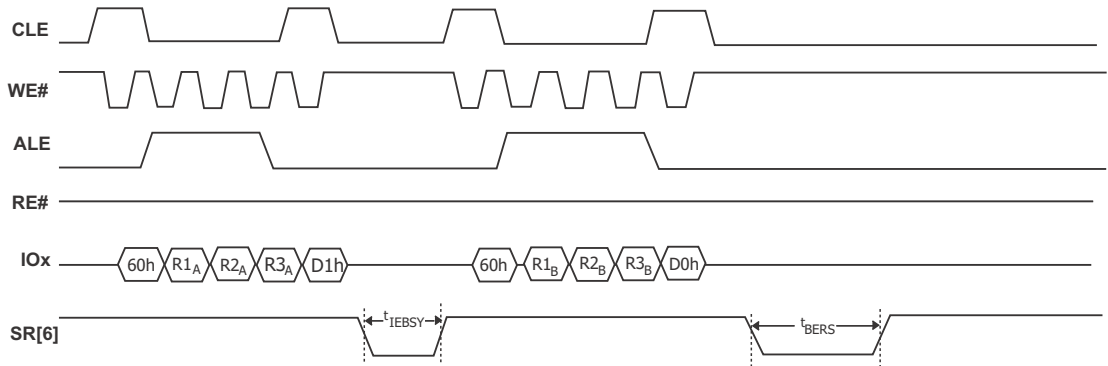 CLE
WE#
ALE
RE#
IOx 60h R1A R2A R3A D1h 60h R1B R2B R3B D0h
SR[6] tIEBSY tBERS